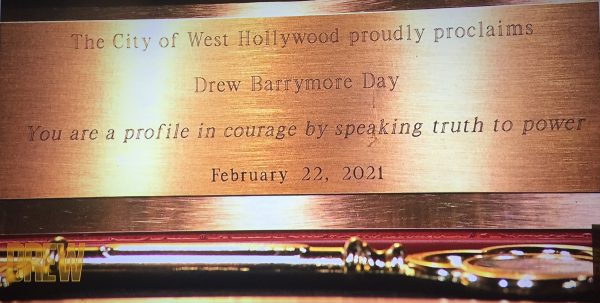 The City of West Hollywood proudly proclaims
Drew Barrymore Day
You are a profile in courage by speaking truth to power
February 22, 2021
DREW